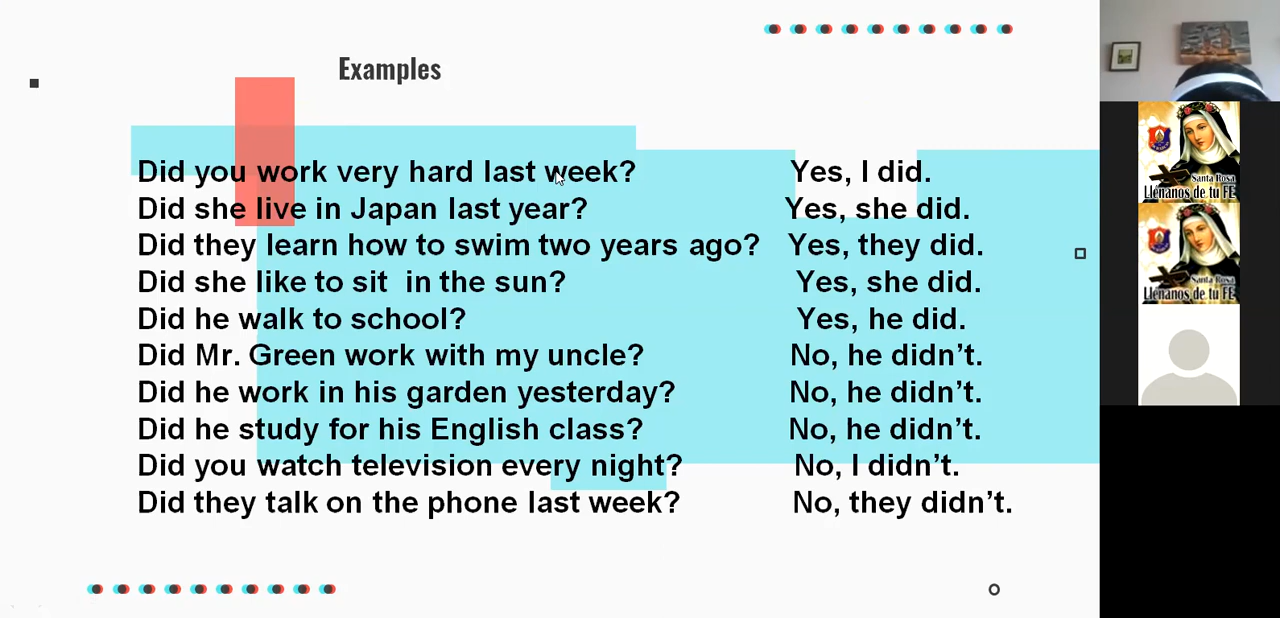 Examples
Did you work very hard last week? Yes, I did.
Did she live in Japan last year? Yes, she did.
Did they learn how to swim two years ago? Yes, they did.
Did she like to sit in the sun? Yes, she did.
Did he walk to school? Yes, he did.
Did Mr. Green work with my uncle? No, he didn’t.
Did he work in his garden yesterday? No, he didn’t.
Did he study for his English class? No, he didn’t.
Did you watch television every night? No, I didn’t.
Did they talk on the phone last week? No, they didn’t.
Santa Rosa
Llénanos de tu FE
Santa Rosa
Llénanos de tu FE